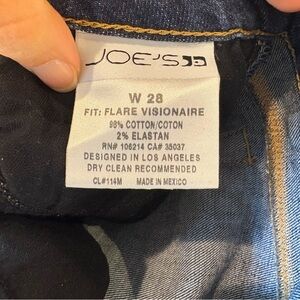 JOE'S
W 28
FIT: FLARE VISIONAIRE
98% COTTON/COTON
2% ELASTAN
RN# 106214 CA# 35037
DESIGNED IN LOS ANGELES
DRY CLEAN RECOMMENDED
CL#114M MADE IN MEXICO